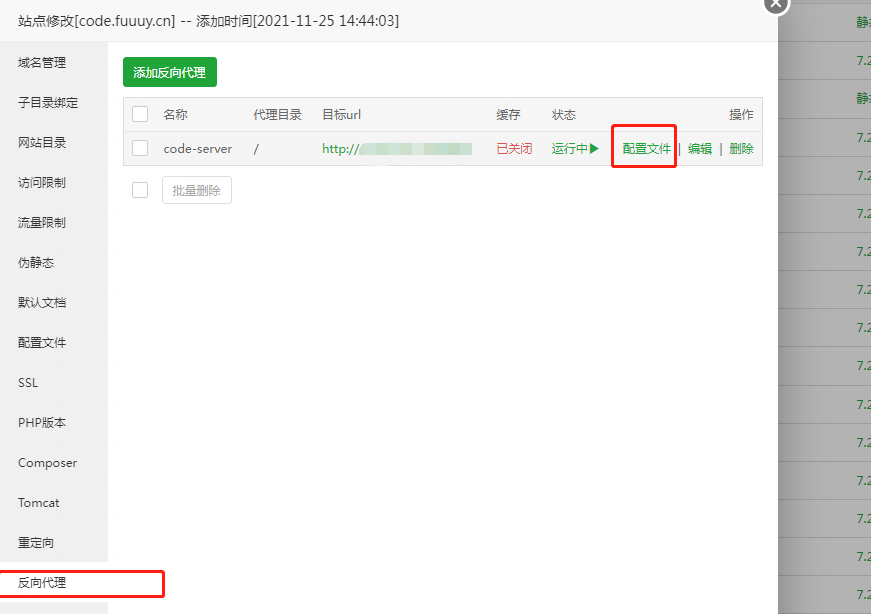 站点修改[code.fuuuy.cn] -- 添加时间[2021-11-25 14:44:03]
域名管理
子目录绑定
网站目录
访问限制
流量限制
伪静态
默认文档
配置文件
SSL
PHP版本
Composer
Tomcat
重定向
反向代理
添加反向代理
名称 代理目录 目标url 缓存 状态 操作
code-server / http:// 已关闭 运行中▶ 配置文件 | 编辑 | 删除
批量删除
静
7.2
静
7.2
7.2
7.2
7.2
7.2
7.2
7.2
7.2
7.2
7.2
7.2
7.2
7.2